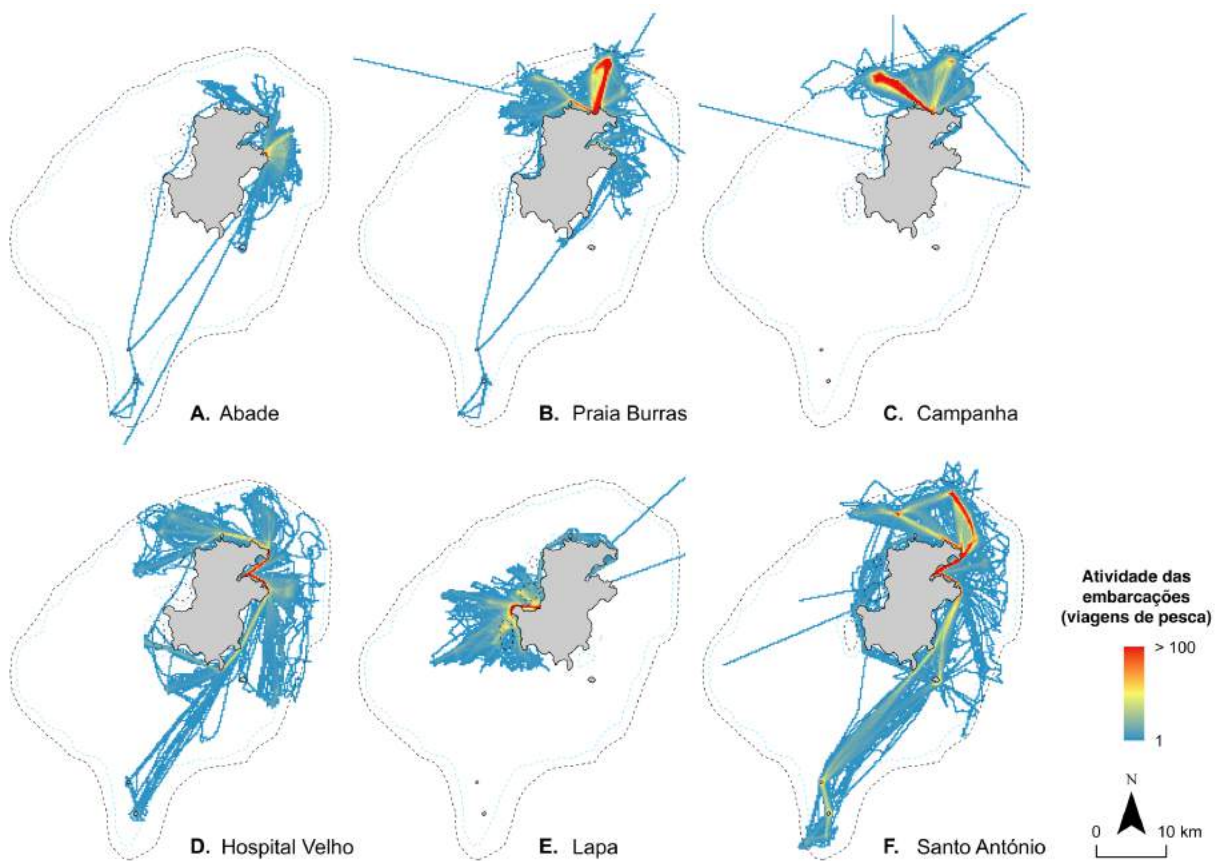 A. Abade
B. Praia Burras
C. Campanha
D. Hospital Velho
E. Lapa
F. Santo António
Atividade das
embarcações
(viagens de pesca)
> 100
1
N
0 10 km